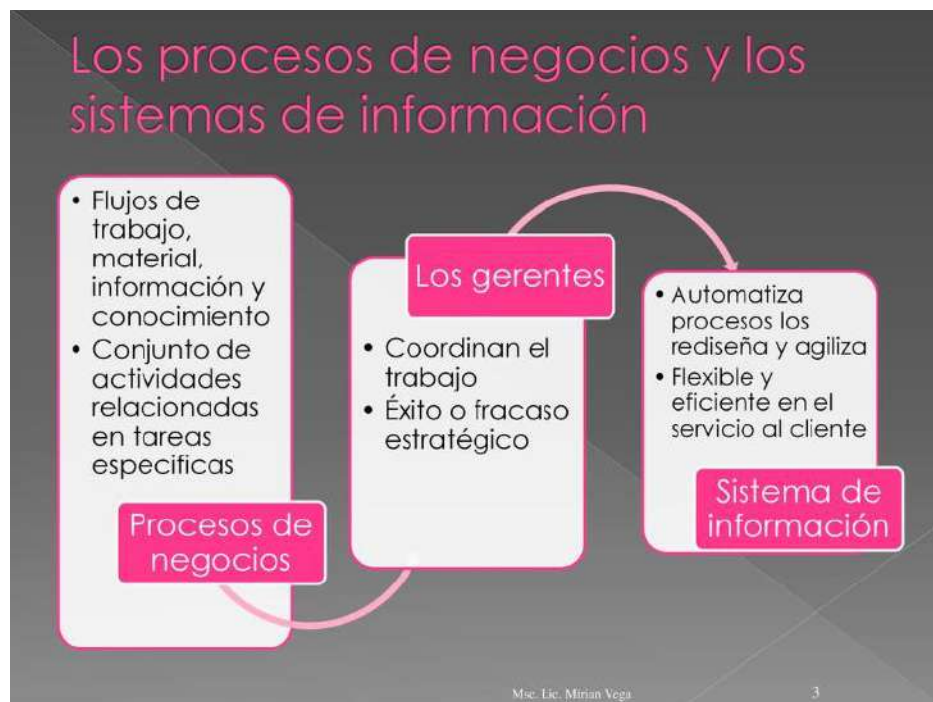 Los procesos de negocios y los
sistemas de información
• Flujos de
trabajo,
material,
información y
conocimiento
• Conjunto de
actividades
relacionadas
en tareas
especificas
Procesos de
negocios
Los gerentes
• Coordinan el
trabajo
• Éxito o fracaso
estratégico
• Automatiza
procesos los
rediseña y agiliza
• Flexible y
eficiente en el
servicio al cliente
Sistema de
información
Msc. Lic. Mirian Vega
3